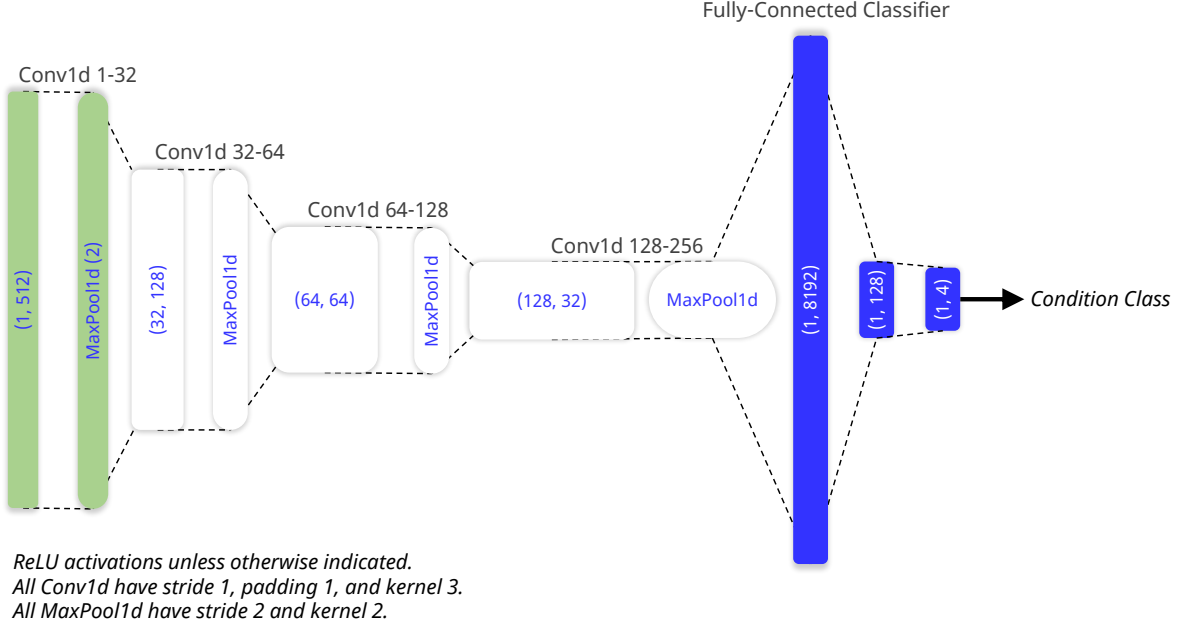 Fully-Connected Classifier
Conv1d 1-32
Conv1d 32-64
Conv1d 64-128
Conv1d 128-256
(1, 512)
MaxPool1d (2)
(32, 128)
MaxPool1d
(64, 64)
MaxPool1d
(128, 32)
MaxPool1d
(1, 8192)
(1, 128)
(1, 4)
Condition Class
ReLU activations unless otherwise indicated.
All Conv1d have stride 1, padding 1, and kernel 3.
All MaxPool1d have stride 2 and kernel 2.